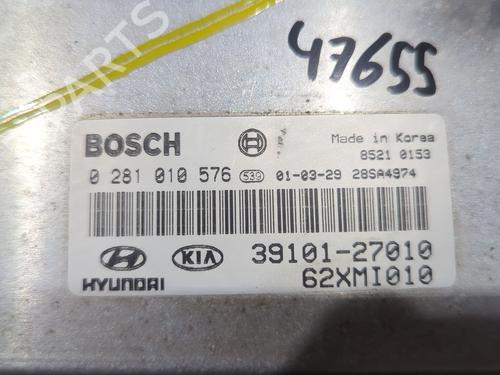 47655
BOSCH
Made in Korea
8521 0153
0 281 010 576 539 01-03-29 28SA4974
39101-27010
HYUNDAI KIA
62XMI010
PARTS